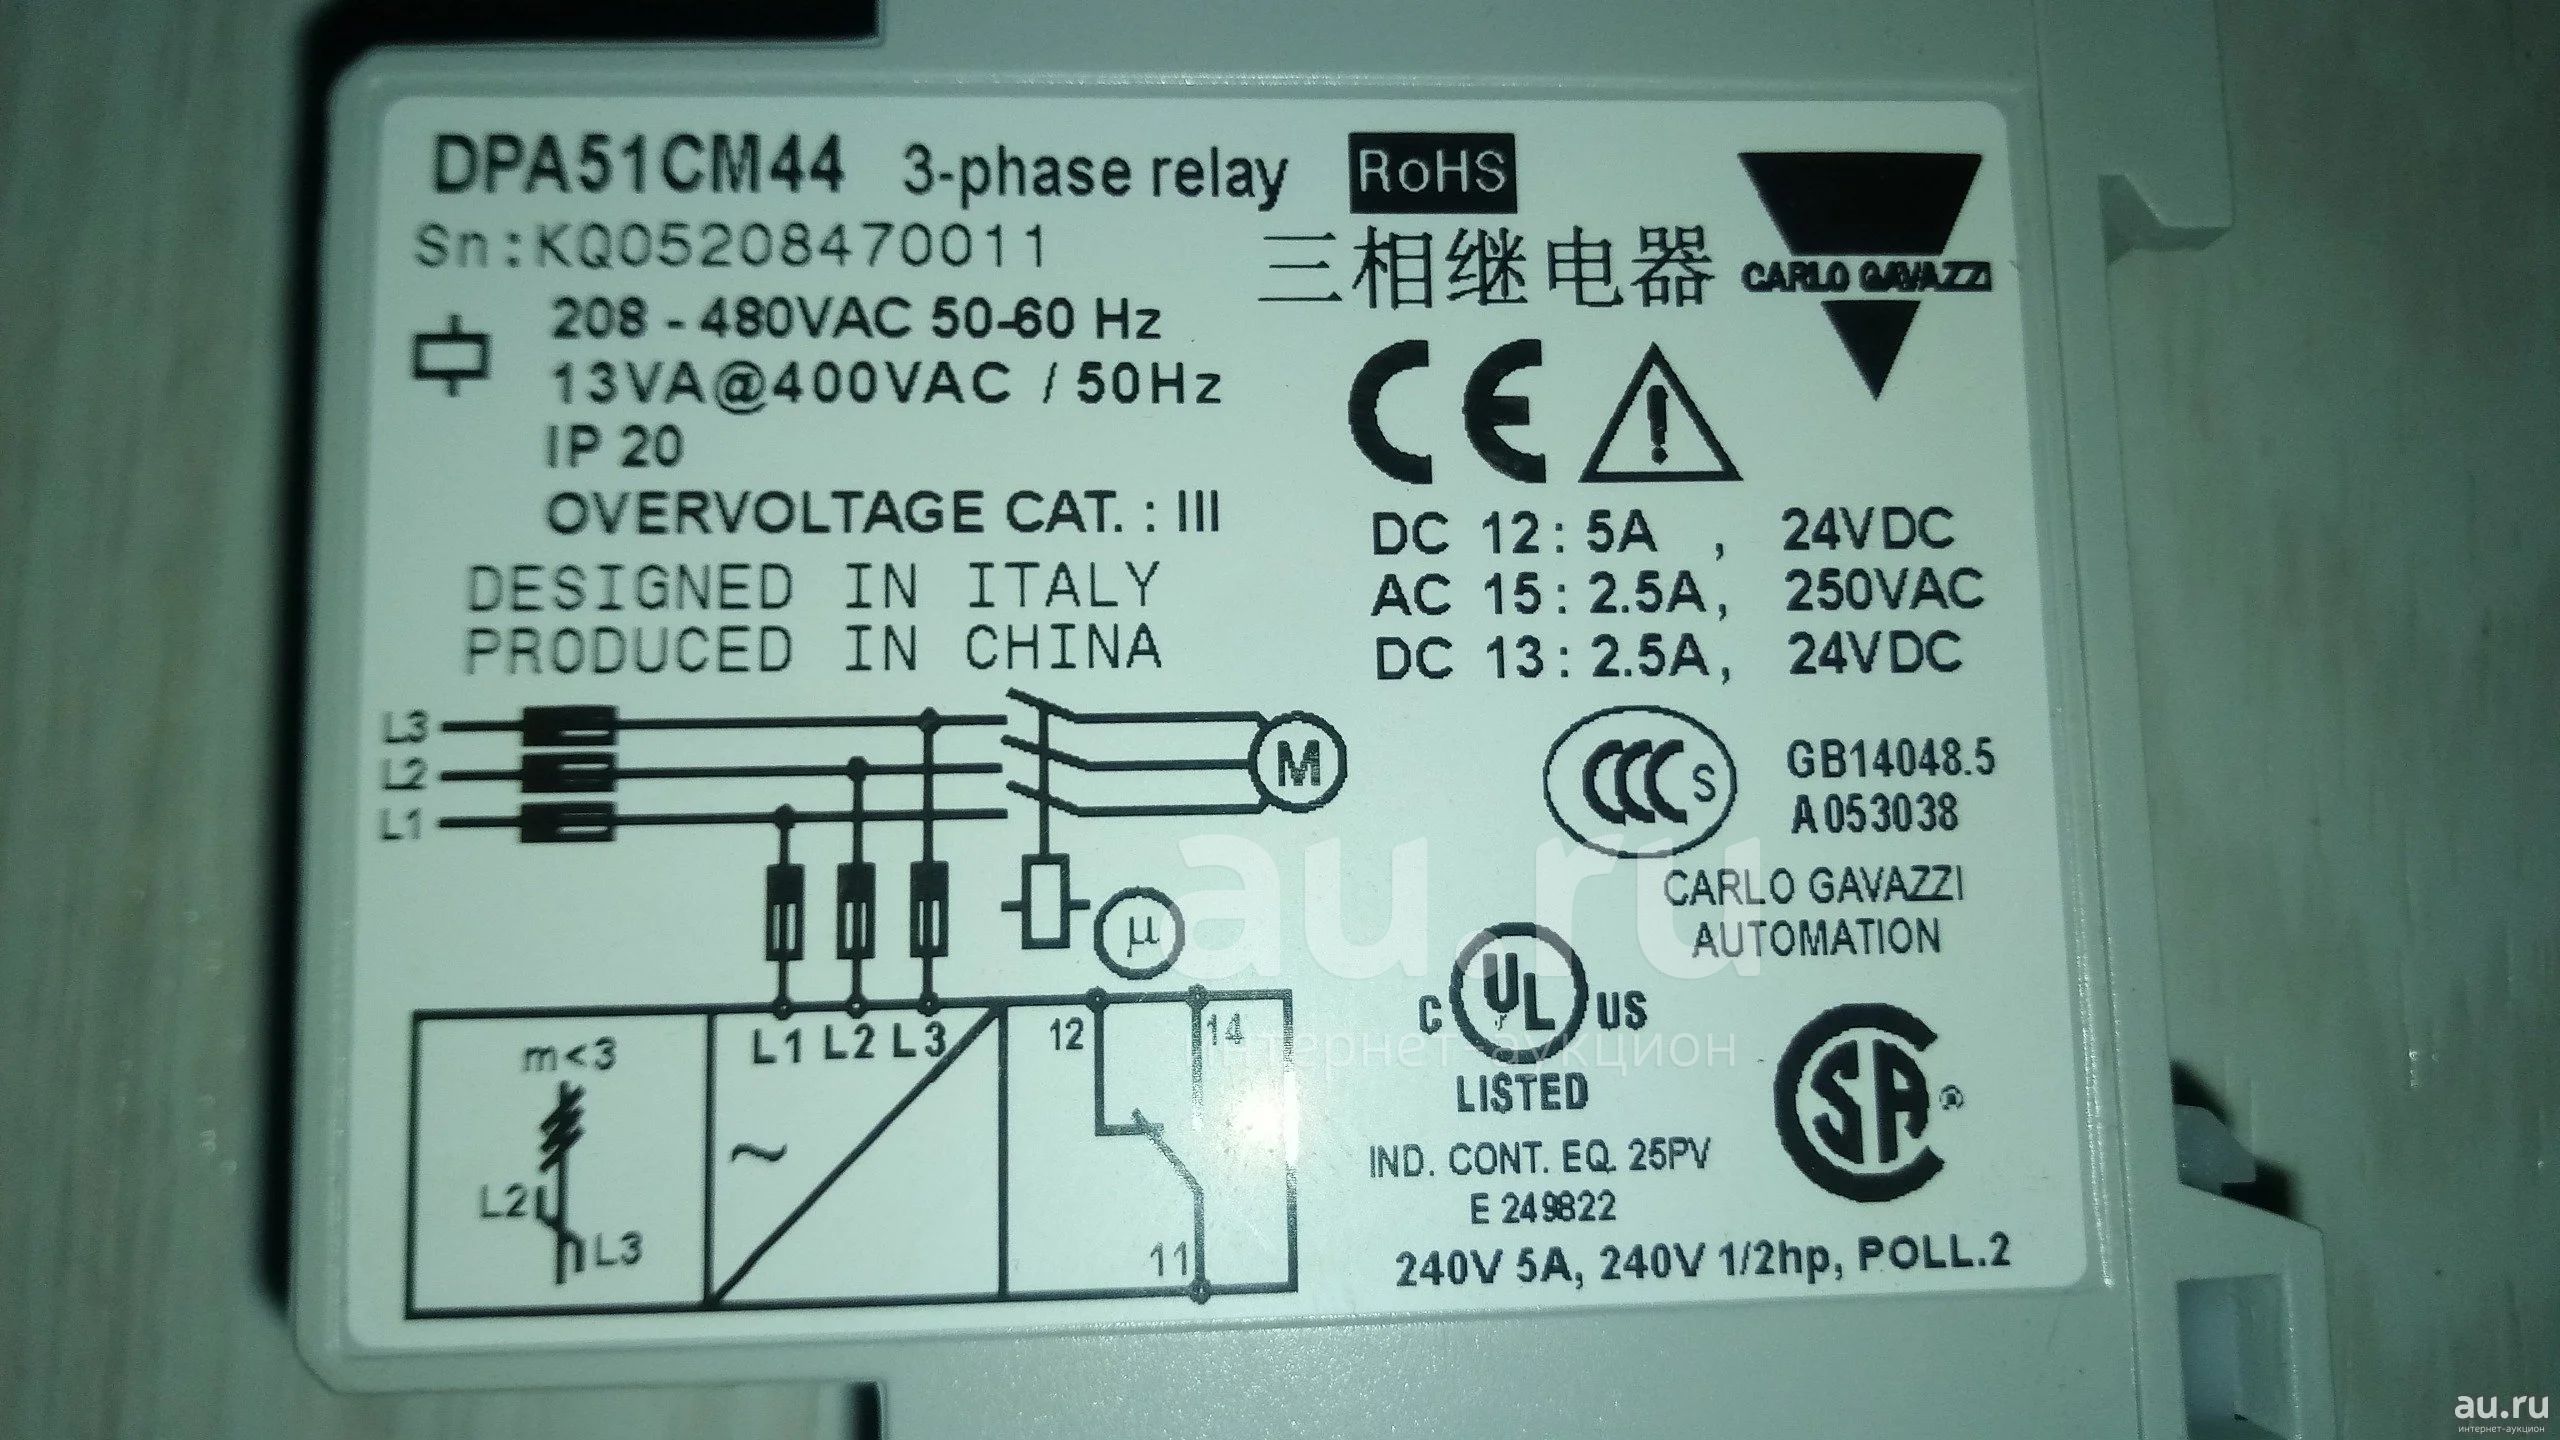 DPA51CM44 3-phase relay RoHS
Sn:KQ05208470011
三相继电器
CARLO GAVAZZI
208 - 480VAC 50-60 Hz
13VA@400VAC / 50Hz
IP 20
OVERVOLTAGE CAT. : III
DESIGNED IN ITALY
PRODUCED IN CHINA
CE
DC 12: 5A , 24VDC
AC 15: 2.5A, 250VAC
DC 13: 2.5A, 24VDC
L3
L2
L1
M
μ
CCC S
GB14048.5
A053038
CARLO GAVAZZI
AUTOMATION
C UL US
LISTED
IND. CONT. EQ. 25PV
E 249822
SA ®
240V 5A, 240V 1/2hp, POLL.2
m<3
L2
L3
L1 L2 L3
~
12
14
11
au.ru
интернет-аукцион
au.ru
интернет-аукцион